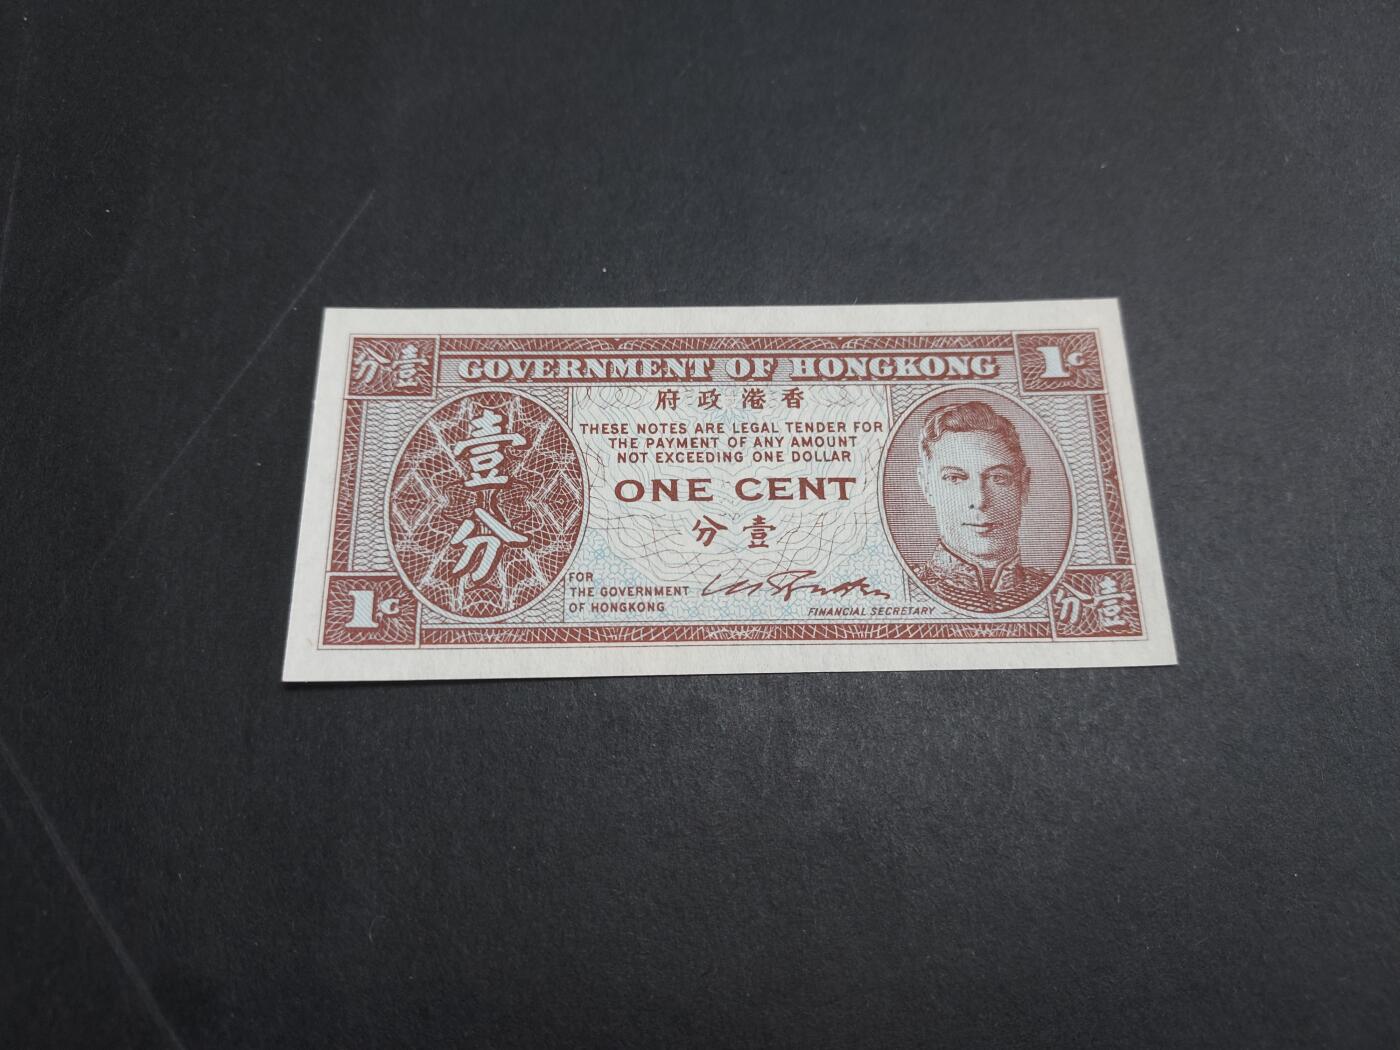 分壹
GOVERNMENT OF HONGKONG
1C
府政港香
THESE NOTES ARE LEGAL TENDER FOR
THE PAYMENT OF ANY AMOUNT
NOT EXCEEDING ONE DOLLAR
壹
分
ONE CENT
分壹
FOR
THE GOVERNMENT
OF HONGKONG
FINANCIAL SECRETARY
1C
分壹